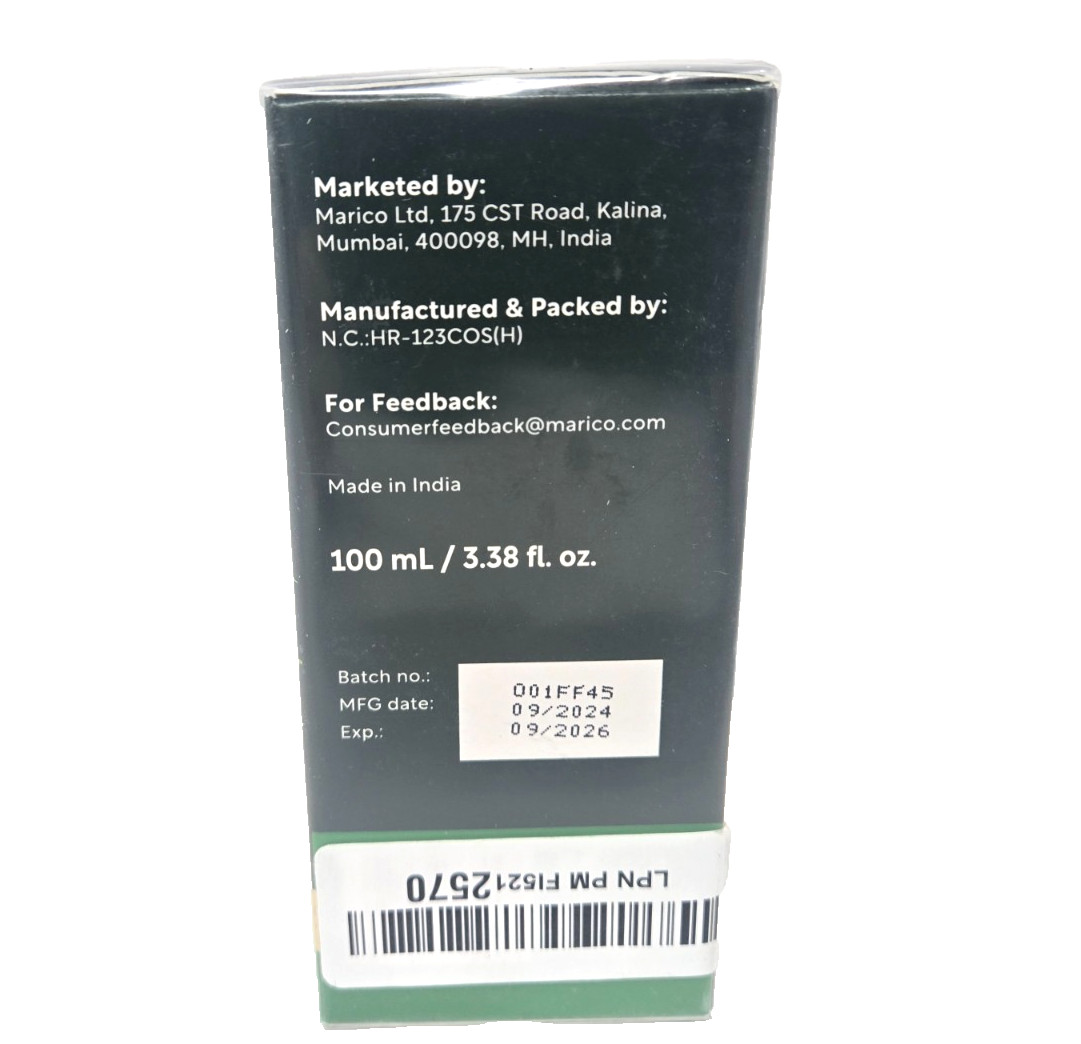 Marketed by:
Marico Ltd, 175 CST Road, Kalina,
Mumbai, 400098, MH, India
Manufactured & Packed by:
N.C.:HR-123COS(H)
For Feedback:
Consumerfeedback@marico.com
Made in India
100 mL / 3.38 fl. oz.
Batch no.: 001FF45
MFG date: 09/2024
Exp.: 09/2026
LPN PM FI5212570